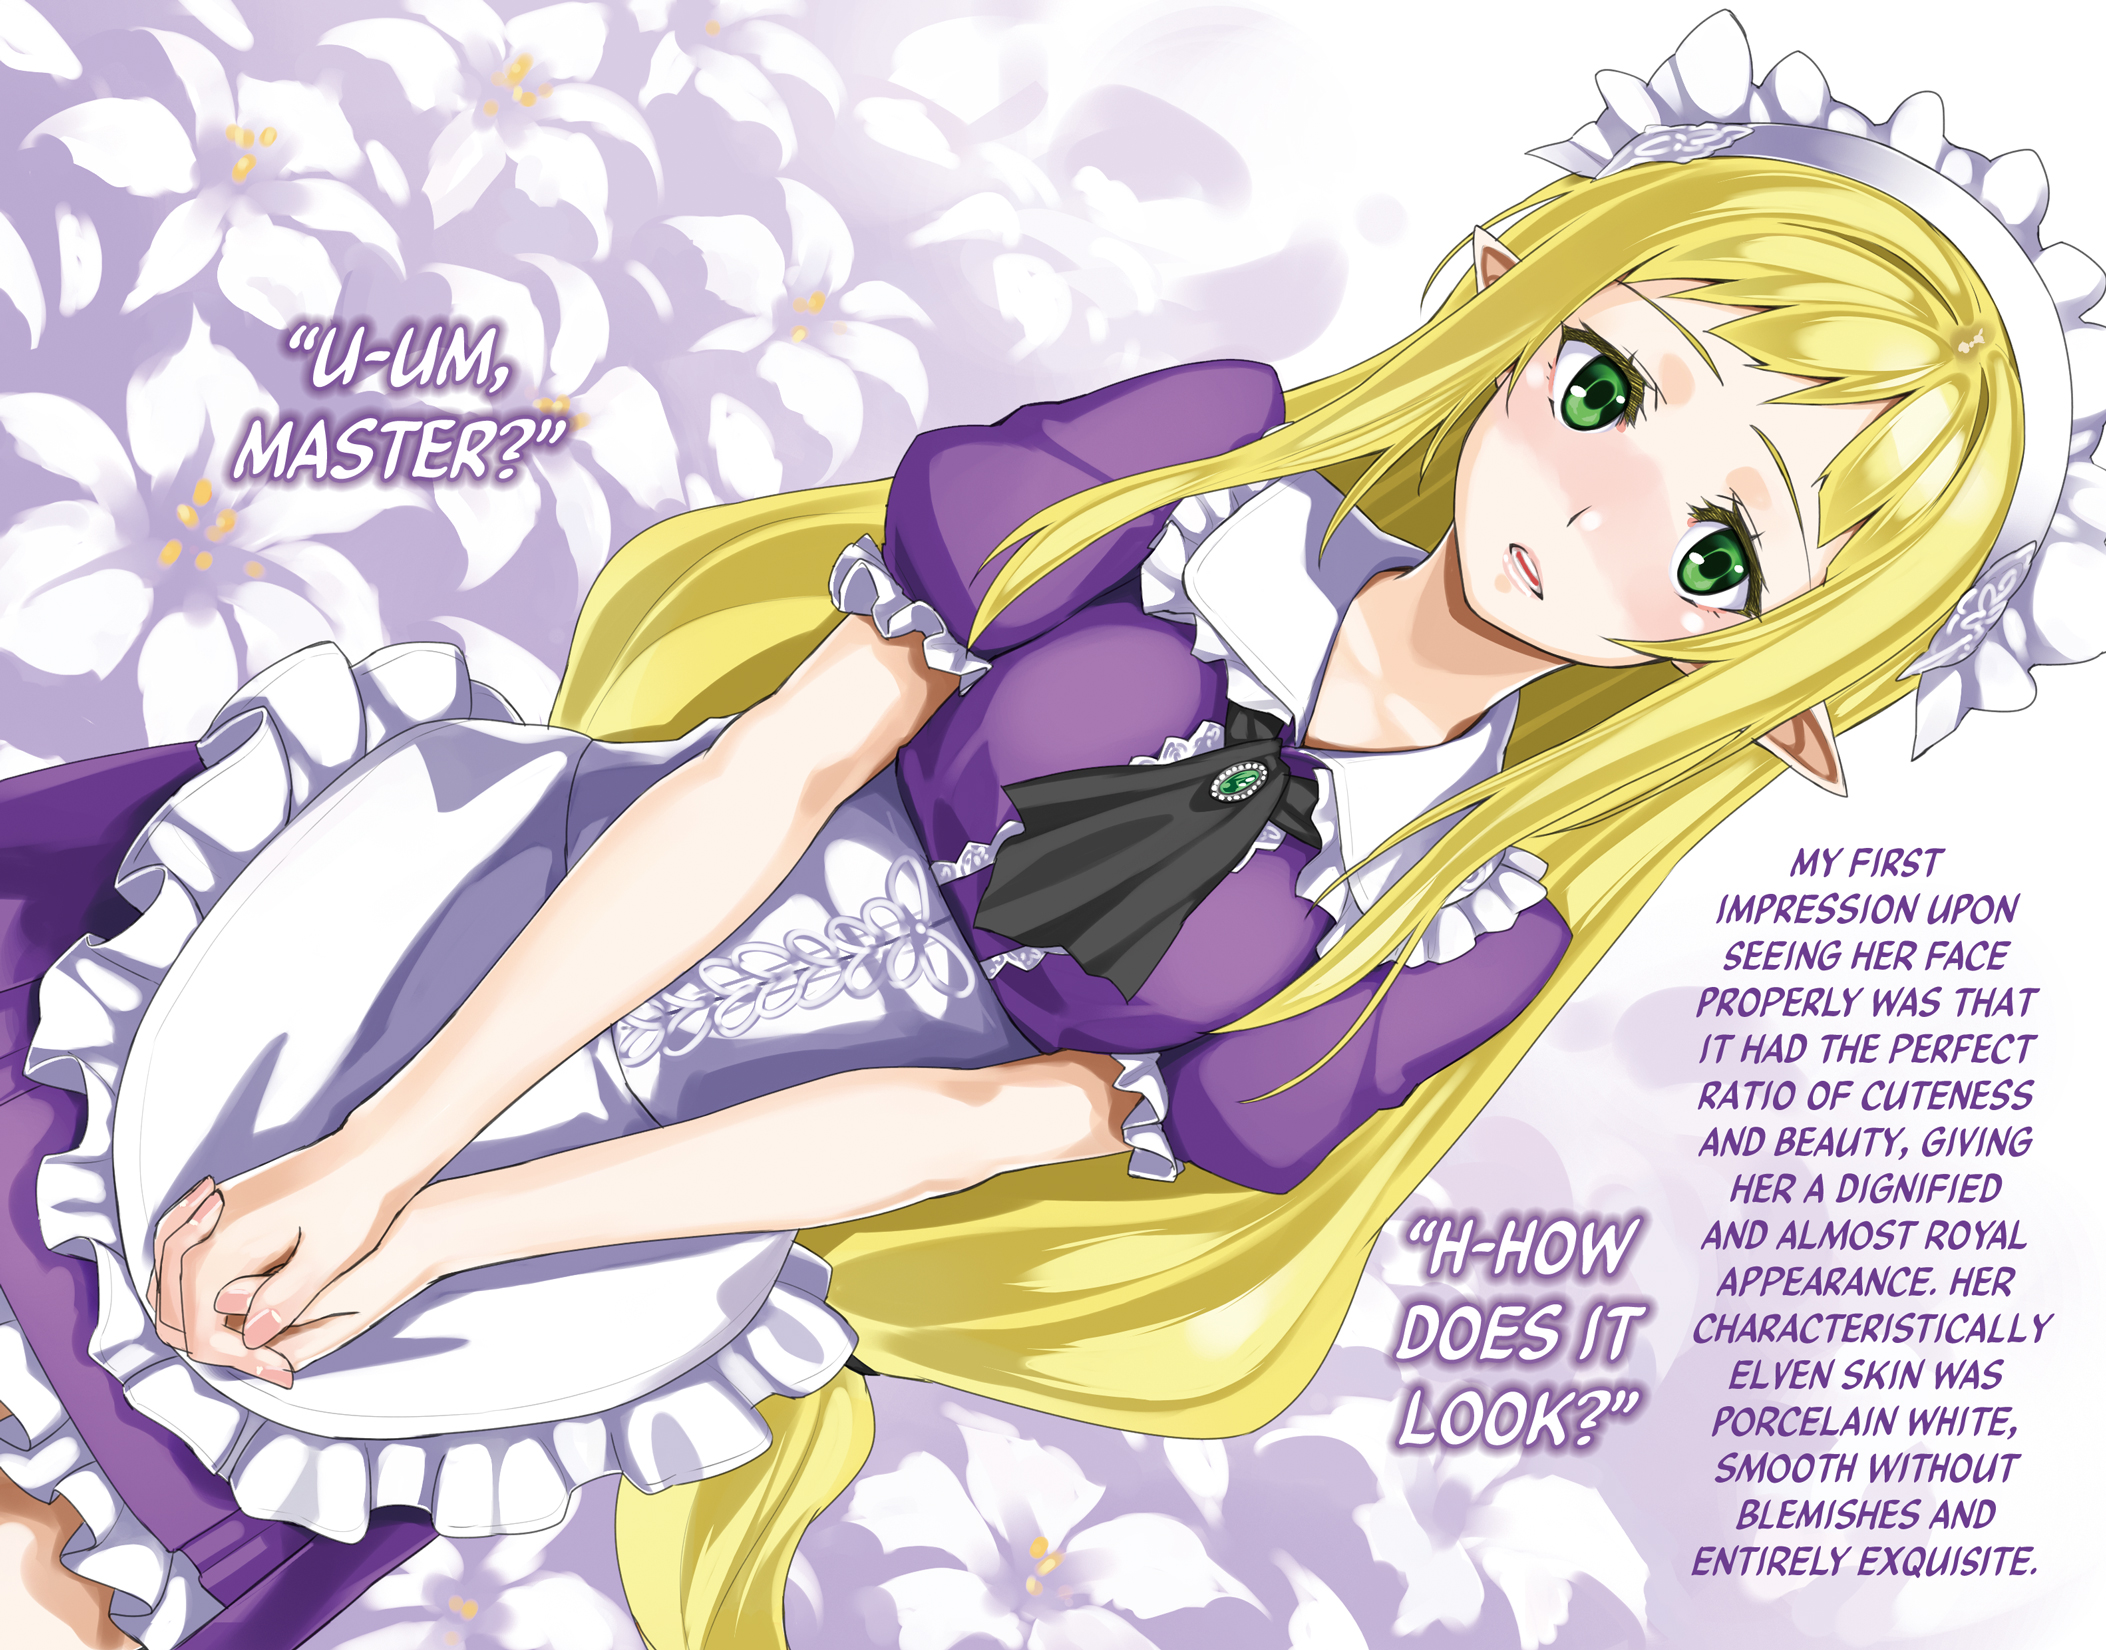 “U-UM,
MASTER?”
“H-HOW
DOES IT
LOOK?”
MY FIRST
IMPRESSION UPON
SEEING HER FACE
PROPERLY WAS THAT
IT HAD THE PERFECT
RATIO OF CUTENESS
AND BEAUTY, GIVING
HER A DIGNIFIED
AND ALMOST ROYAL
APPEARANCE. HER
CHARACTERISTICALLY
ELVEN SKIN WAS
PORCELAIN WHITE,
SMOOTH WITHOUT
BLEMISHES AND
ENTIRELY EXQUISITE.